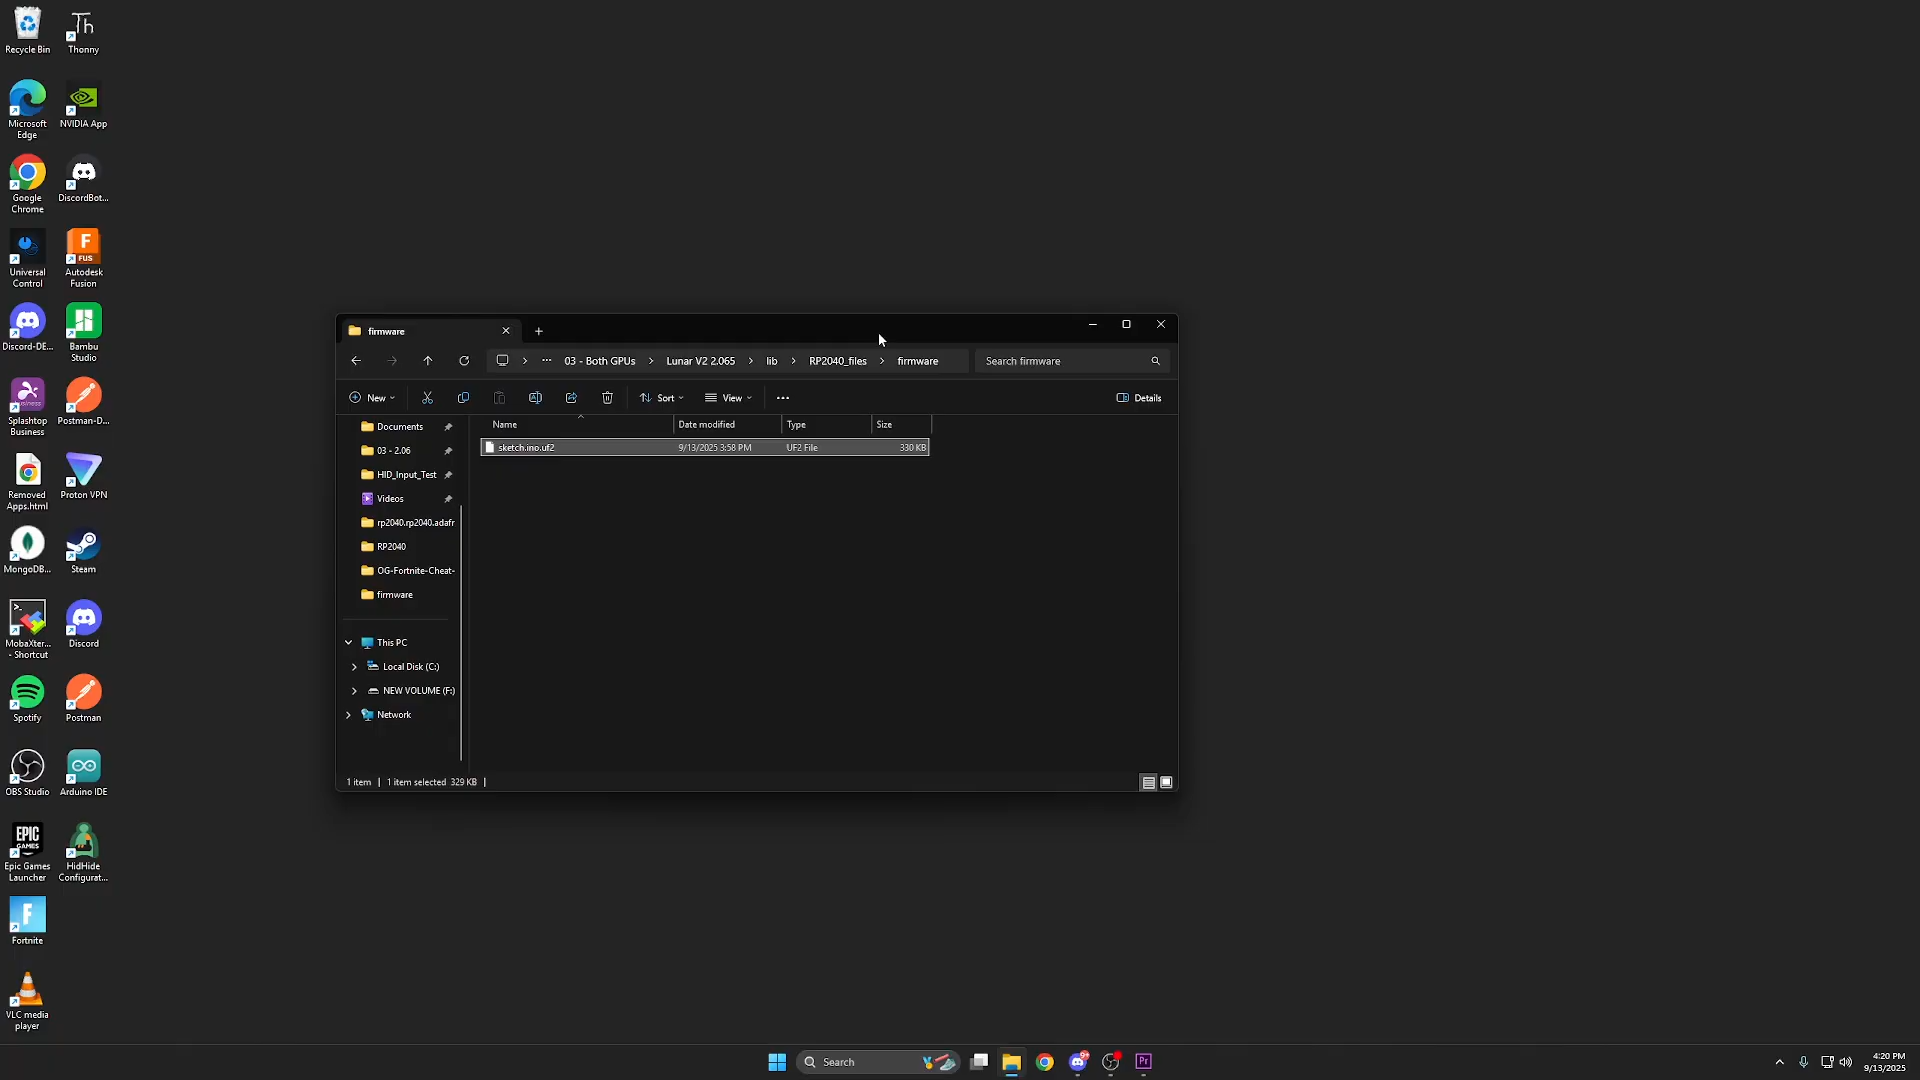 Recycle Bin
Th
Thonny
Microsoft
Edge
NVIDIA App
Google
Chrome
DiscordBot...
Universal
Control
F
FUS
Autodesk
Fusion
Discord-DE...
Bambu
Studio
Splashtop
Business
Postman-D...
Removed
Apps.html
Proton VPN
MongoDB...
Steam
MobaXter...
- Shortcut
Discord
Spotify
Postman
OBS Studio
Arduino IDE
EPIC
GAMES
Epic Games
Launcher
HidHide
Configurat...
F
Fortnite
VLC media
player
firmware
03 - Both GPUs
Lunar V2 2.065
lib
RP2040_files
firmware
Search firmware
New
Sort
View
Details
Documents
03 - 2.06
HID_Input_Test
Videos
rp2040.rp2040.adafr
RP2040
OG-Fortnite-Cheat-
firmware
This PC
Local Disk (C:)
NEW VOLUME (F:)
Network
Name Date modified Type Size
sketch.ino.uf2 9/13/2025 3:58 PM UF2 File 330 KB
1 item | 1 item selected 329 KB |
Search
Pr
4:20 PM
9/13/2025